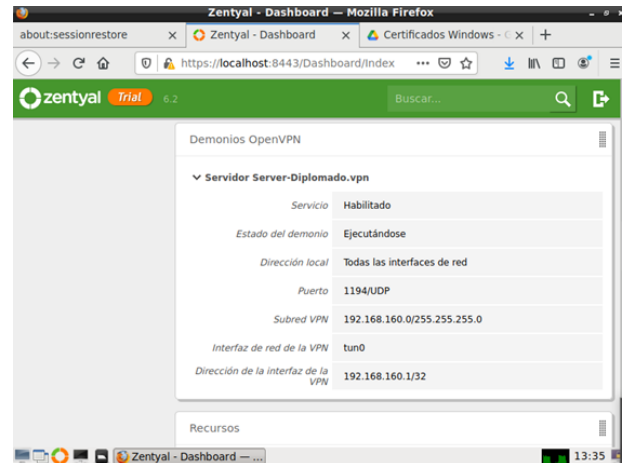 Zentyal - Dashboard — Mozilla Firefox
about:sessionrestore
Zentyal - Dashboard
Certificados Windows -
https://localhost:8443/Dashboard/Index
zentyal Trial 6.2
Buscar...
Demonios OpenVPN
Servidor Server-Diplomado.vpn
Servicio Habilitado
Estado del demonio Ejecutándose
Dirección local Todas las interfaces de red
Puerto 1194/UDP
Subred VPN 192.168.160.0/255.255.255.0
Interfaz de red de la VPN tun0
Dirección de la interfaz de la
VPN 192.168.160.1/32
Recursos
Zentyal - Dashboard — ...
13:35